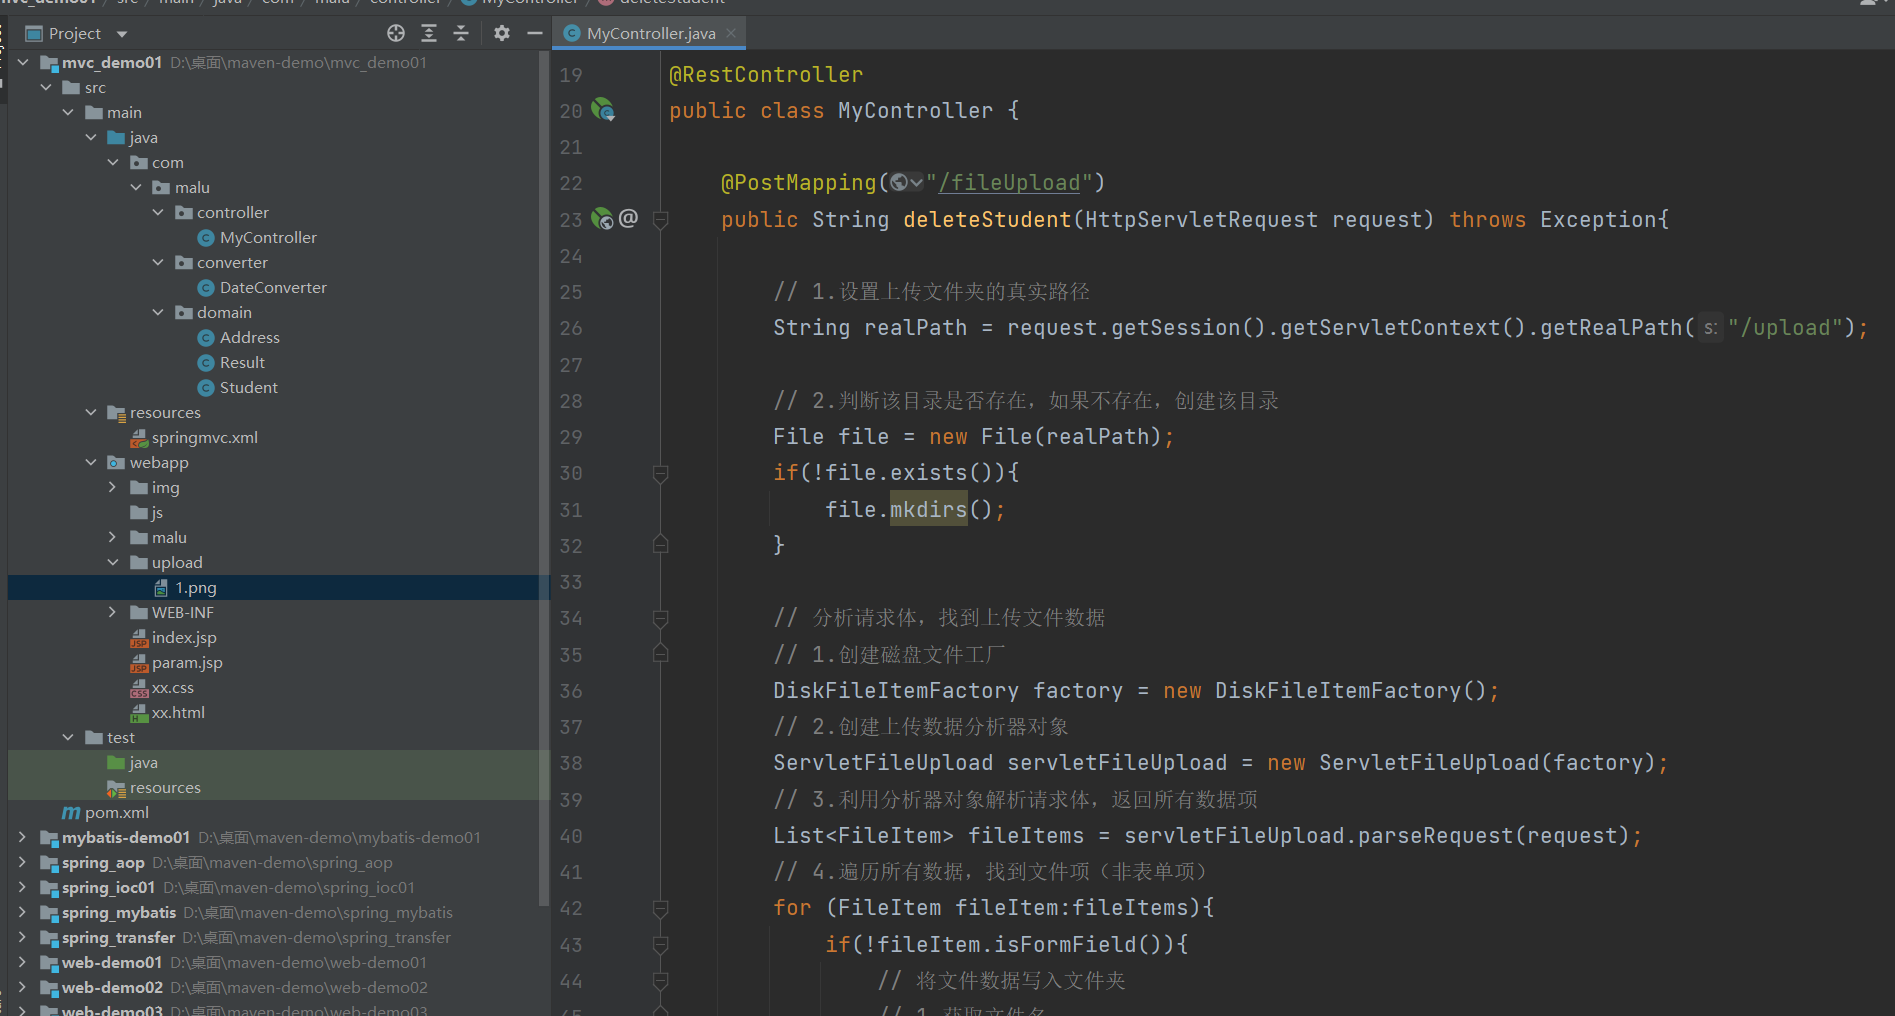 mvc_demo01 / src / main / java / com / malu / controller / MyController / deleteStudent
Project
MyController.java
mvc_demo01 D:\桌面\maven-demo\mvc_demo01
src
main
java
com
malu
controller
MyController
converter
DateConverter
domain
Address
Result
Student
resources
springmvc.xml
webapp
img
js
malu
upload
1.png
WEB-INF
index.jsp
param.jsp
xx.css
xx.html
test
java
resources
pom.xml
mybatis-demo01 D:\桌面\maven-demo\mybatis-demo01
spring_aop D:\桌面\maven-demo\spring_aop
spring_ioc01 D:\桌面\maven-demo\spring_ioc01
spring_mybatis D:\桌面\maven-demo\spring_mybatis
spring_transfer D:\桌面\maven-demo\spring_transfer
web-demo01 D:\桌面\maven-demo\web-demo01
web-demo02 D:\桌面\maven-demo\web-demo02
web-demo03 D:\桌面\maven-demo\web-demo03
19 @RestController
20 public class MyController {
21
22 @PostMapping("/fileUpload")
23 @ public String deleteStudent(HttpServletRequest request) throws Exception{
24
25 // 1.设置上传文件夹的真实路径
26 String realPath = request.getSession().getServletContext().getRealPath( s: "/upload");
27
28 // 2.判断该目录是否存在，如果不存在，创建该目录
29 File file = new File(realPath);
30 if(!file.exists()){
31 file.mkdirs();
32 }
33
34 // 分析请求体，找到上传文件数据
35 // 1.创建磁盘文件工厂
36 DiskFileItemFactory factory = new DiskFileItemFactory();
37 // 2.创建上传数据分析器对象
38 ServletFileUpload servletFileUpload = new ServletFileUpload(factory);
39 // 3.利用分析器对象解析请求体，返回所有数据项
40 List<FileItem> fileItems = servletFileUpload.parseRequest(request);
41 // 4.遍历所有数据，找到文件项（非表单项）
42 for (FileItem fileItem:fileItems){
43 if(!fileItem.isFormField()){
44 // 将文件数据写入文件夹
45 // 1.获取文件名